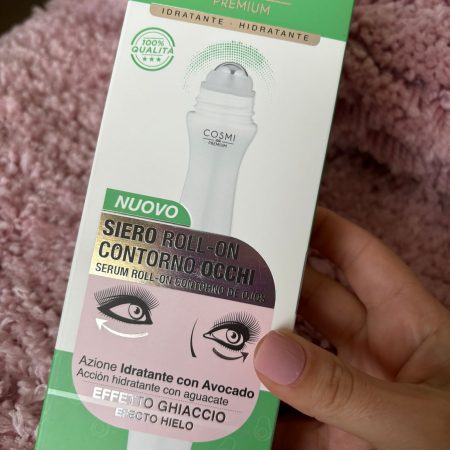 PREMIUM
IDRATANTE - HIDRATANTE
100%
QUALITÀ
COSMI
PREMIUM
NUOVO
SIERO ROLL-ON
CONTORNO OCCHI
SERUM ROLL-ON CONTORNO DE OJOS
Azione Idratante con Avocado
Acción hidratante con aguacate
EFFETTO GHIACCIO
EFECTO HIELO